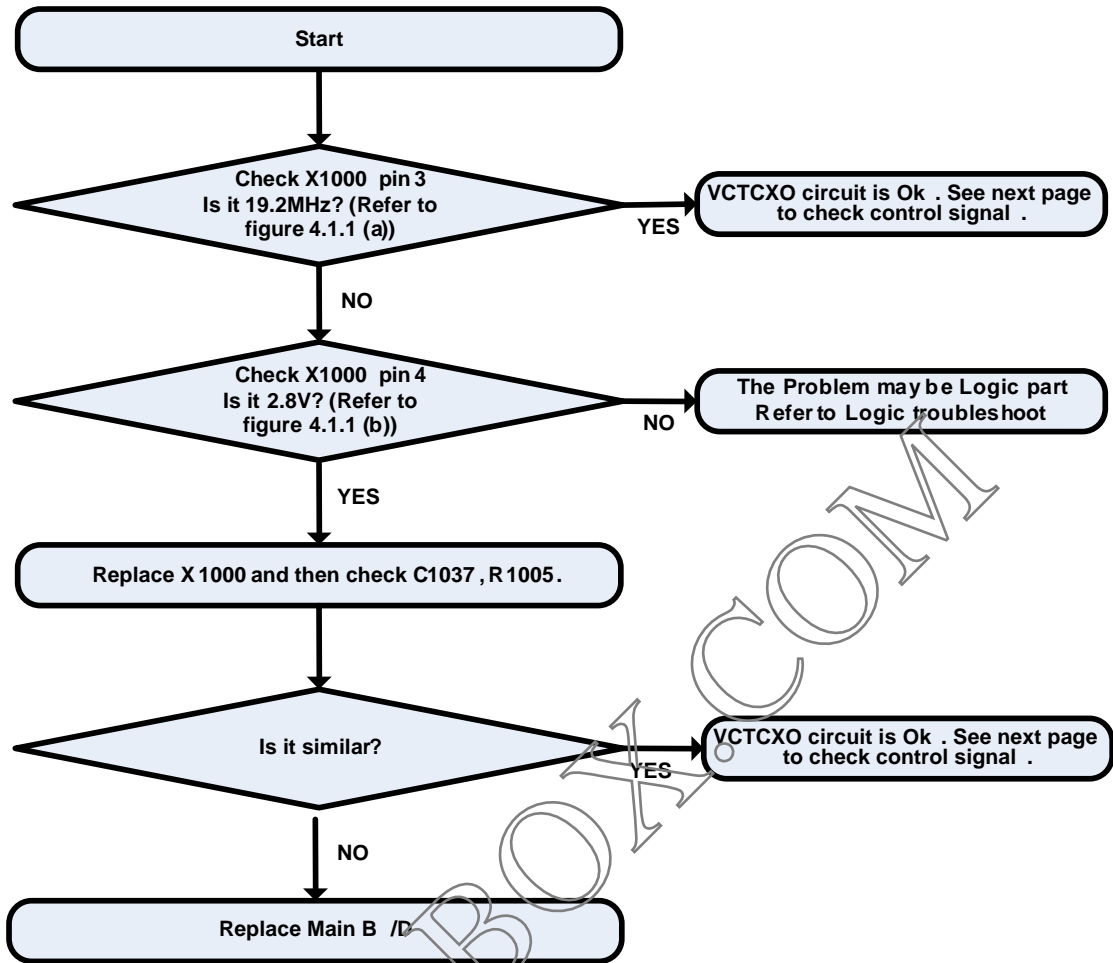 Start
Check X1000 pin 3
Is it 19.2MHz? (Refer to
figure 4.1.1 (a))
YES
VCTCXO circuit is Ok . See next page
to check control signal .
NO
Check X1000 pin 4
Is it 2.8V? (Refer to
figure 4.1.1 (b))
NO
The Problem may be Logic part
Refer to Logic troubleshoot
YES
Replace X1000 and then check C1037 , R1005.
Is it similar?
YES
VCTCXO circuit is Ok . See next page
to check control signal .
NO
Replace Main B /D
BOX.COM